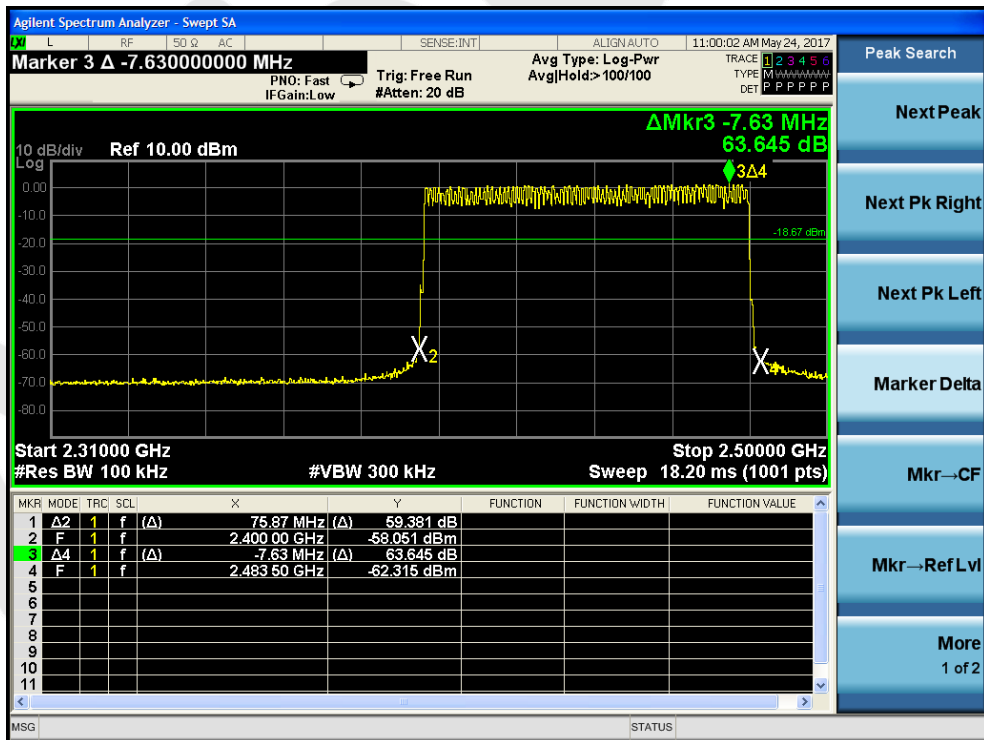 Agilent Spectrum Analyzer - Swept SA
LXI L RF 50 Ω AC SENSE:INT ALIGN AUTO 11:00:02 AM May 24, 2017
Marker 3 Δ -7.630000000 MHz
PNO: Fast
IFGain:Low
Trig: Free Run
#Atten: 20 dB
Avg Type: Log-Pwr
Avg|Hold:>100/100
TRACE 1 2 3 4 5 6
TYPE M
DET P P P P P P
ΔMkr3 -7.63 MHz
63.645 dB
10 dB/div Ref 10.00 dBm
Log
3Δ4
0.00
-10.0
-20.0
-18.67 dBm
-30.0
-40.0
-50.0
-60.0
2
4
-70.0
-80.0
Start 2.31000 GHz Stop 2.50000 GHz
#Res BW 100 kHz #VBW 300 kHz Sweep 18.20 ms (1001 pts)
MKR MODE TRC SCL X Y FUNCTION FUNCTION WIDTH FUNCTION VALUE
1 Δ2 1 f (Δ) 75.87 MHz (Δ) 59.381 dB
2 F 1 f 2.400 00 GHz -58.051 dBm
3 Δ4 1 f (Δ) -7.63 MHz (Δ) 63.645 dB
4 F 1 f 2.483 50 GHz -62.315 dBm
5
6
7
8
9
10
11
MSG STATUS
Peak Search
Next Peak
Next Pk Right
Next Pk Left
Marker Delta
Mkr→CF
Mkr→Ref Lvl
More
1 of 2